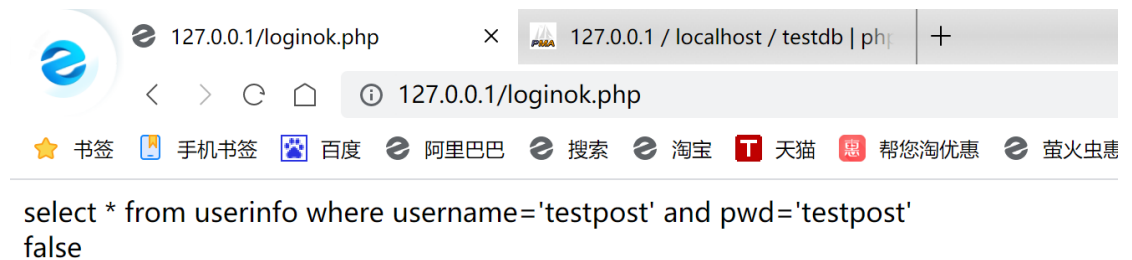 127.0.0.1/loginok.php
127.0.0.1 / localhost / testdb | php
127.0.0.1/loginok.php
书签 手机书签 百度 阿里巴巴 搜索 淘宝 T 天猫 惠 帮您淘优惠 萤火虫惠
select * from userinfo where username='testpost' and pwd='testpost'
false